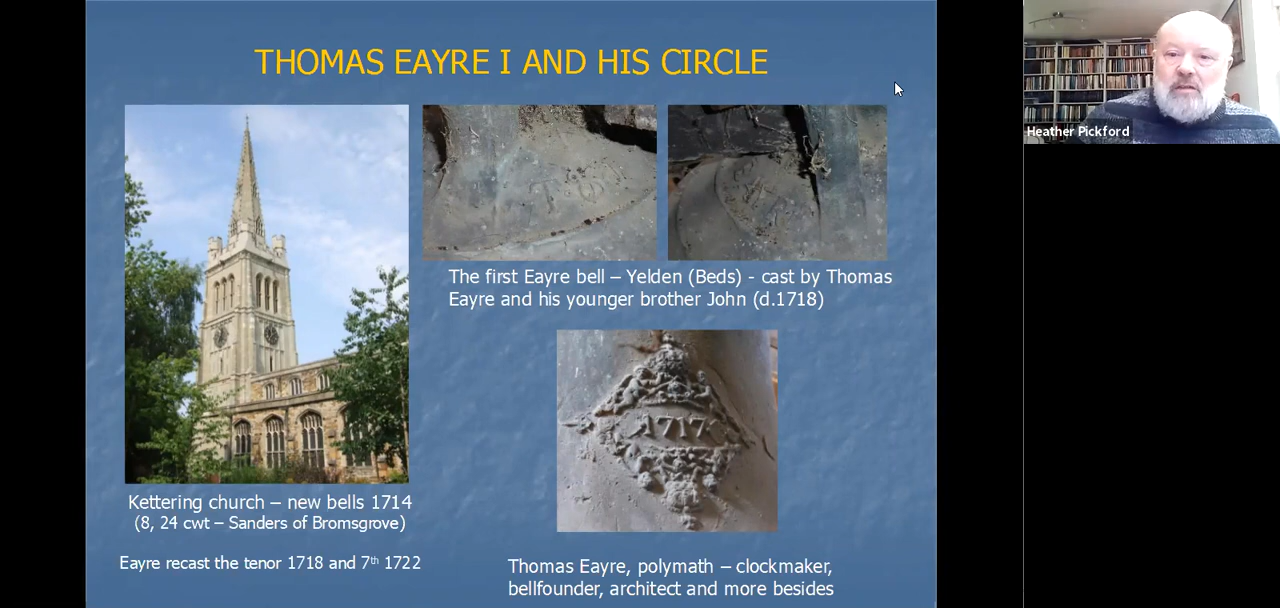 THOMAS EAYRE I AND HIS CIRCLE
Heather Pickford
The first Eayre bell – Yelden (Beds) - cast by Thomas
Eayre and his younger brother John (d.1718)
1717
Kettering church – new bells 1714
(8, 24 cwt – Sanders of Bromsgrove)
Eayre recast the tenor 1718 and 7th 1722
Thomas Eayre, polymath – clockmaker,
bellfounder, architect and more besides